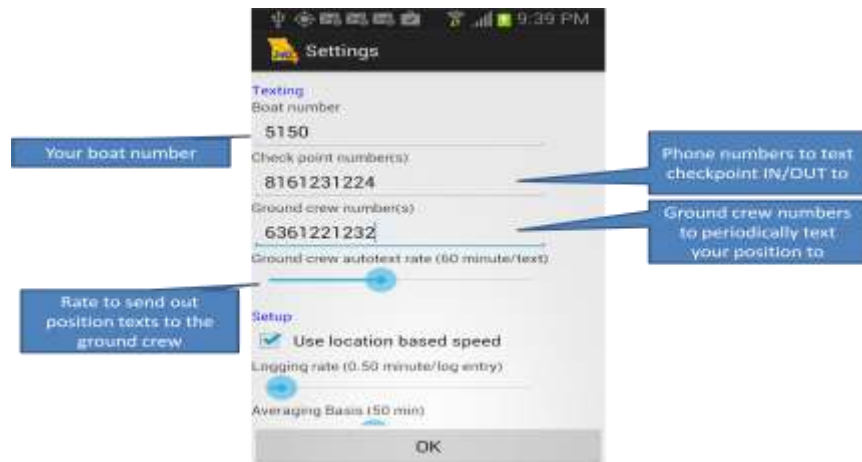 9:39 PM
Settings
Texting
Boat number
5150
Your boat number
Check point number(s)
8161231224
Phone numbers to text
checkpoint IN/OUT to
Ground crew number(s)
6361221232
Ground crew numbers
to periodically text
your position to
Ground crew autotext rate (60 minute/text)
Rate to send out
position texts to the
ground crew
Setup
Use location based speed
Logging rate (0.50 minute/log entry)
Averaging Basis (50 min)
OK